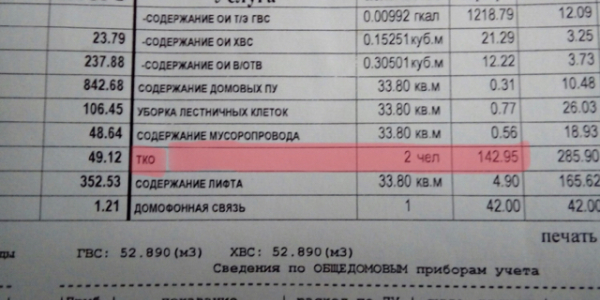 -СОДЕРЖАНИЕ ОИ Т/Э ГВС 0.00992 гкал 1218.79 12.09
23.79 -СОДЕРЖАНИЕ ОИ ХВС 0.15251 куб.м 21.29 3.25
237.88 -СОДЕРЖАНИЕ ОИ В/ОТВ 0.30501 куб.м 12.22 3.73
842.68 СОДЕРЖАНИЕ ДОМОВЫХ ПУ 33.80 кв.м 0.31 10.48
106.45 УБОРКА ЛЕСТНИЧНЫХ КЛЕТОК 33.80 кв.м 0.77 26.03
48.64 СОДЕРЖАНИЕ МУСОРОПРОВОДА 33.80 кв.м 0.56 18.93
49.12 ТКО 2 чел 142.95 285.90
352.53 СОДЕРЖАНИЕ ЛИФТА 33.80 кв.м 4.90 165.62
1.21 ДОМОФОННАЯ СВЯЗЬ 1 42.00 42.00
печать
ГВС: 52.890(м3) ХВС: 52.890(м3)
Сведения по ОБЩЕДОМОВЫМ приборам учета